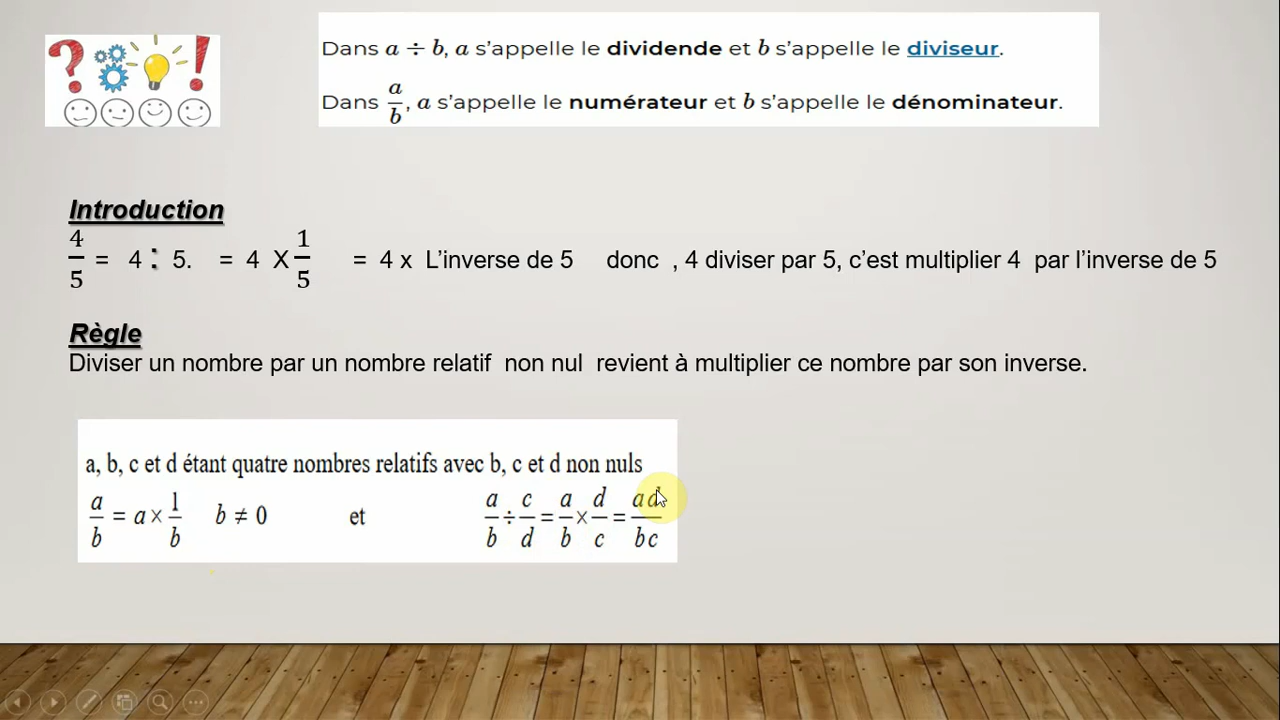 Dans a ÷ b, a s’appelle le dividende et b s’appelle le diviseur.
Dans a/b, a s’appelle le numérateur et b s’appelle le dénominateur.
Introduction
4/5 = 4 : 5. = 4 X 1/5 = 4 x L’inverse de 5 donc , 4 diviser par 5, c’est multiplier 4 par l’inverse de 5
Règle
Diviser un nombre par un nombre relatif non nul revient à multiplier ce nombre par son inverse.
a, b, c et d étant quatre nombres relatifs avec b, c et d non nuls
a/b = a × 1/b b ≠ 0 et a/b ÷ c/d = a/b × d/c = ad/bc